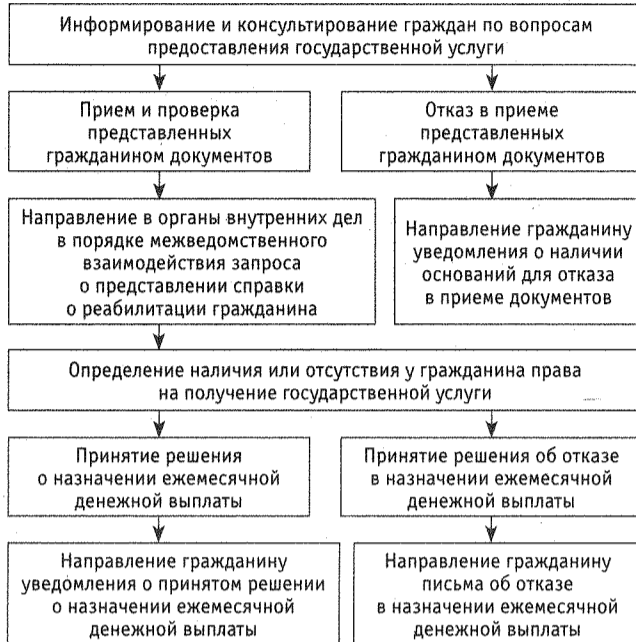 Информирование и консультирование граждан по вопросам
предоставления государственной услуги
Прием и проверка
представленных
гражданином документов
Отказ в приеме
представленных
гражданином документов
Направление в органы внутренних дел
в порядке межведомственного
взаимодействия запроса
о представлении справки
о реабилитации гражданина
Направление гражданину
уведомления о наличии
оснований для отказа
в приеме документов
Определение наличия или отсутствия у гражданина права
на получение государственной услуги
Принятие решения
о назначении ежемесячной
денежной выплаты
Принятие решения об отказе
в назначении ежемесячной
денежной выплаты
Направление гражданину
уведомления о принятом решении
о назначении ежемесячной
денежной выплаты
Направление гражданину
письма об отказе
в назначении ежемесячной
денежной выплаты